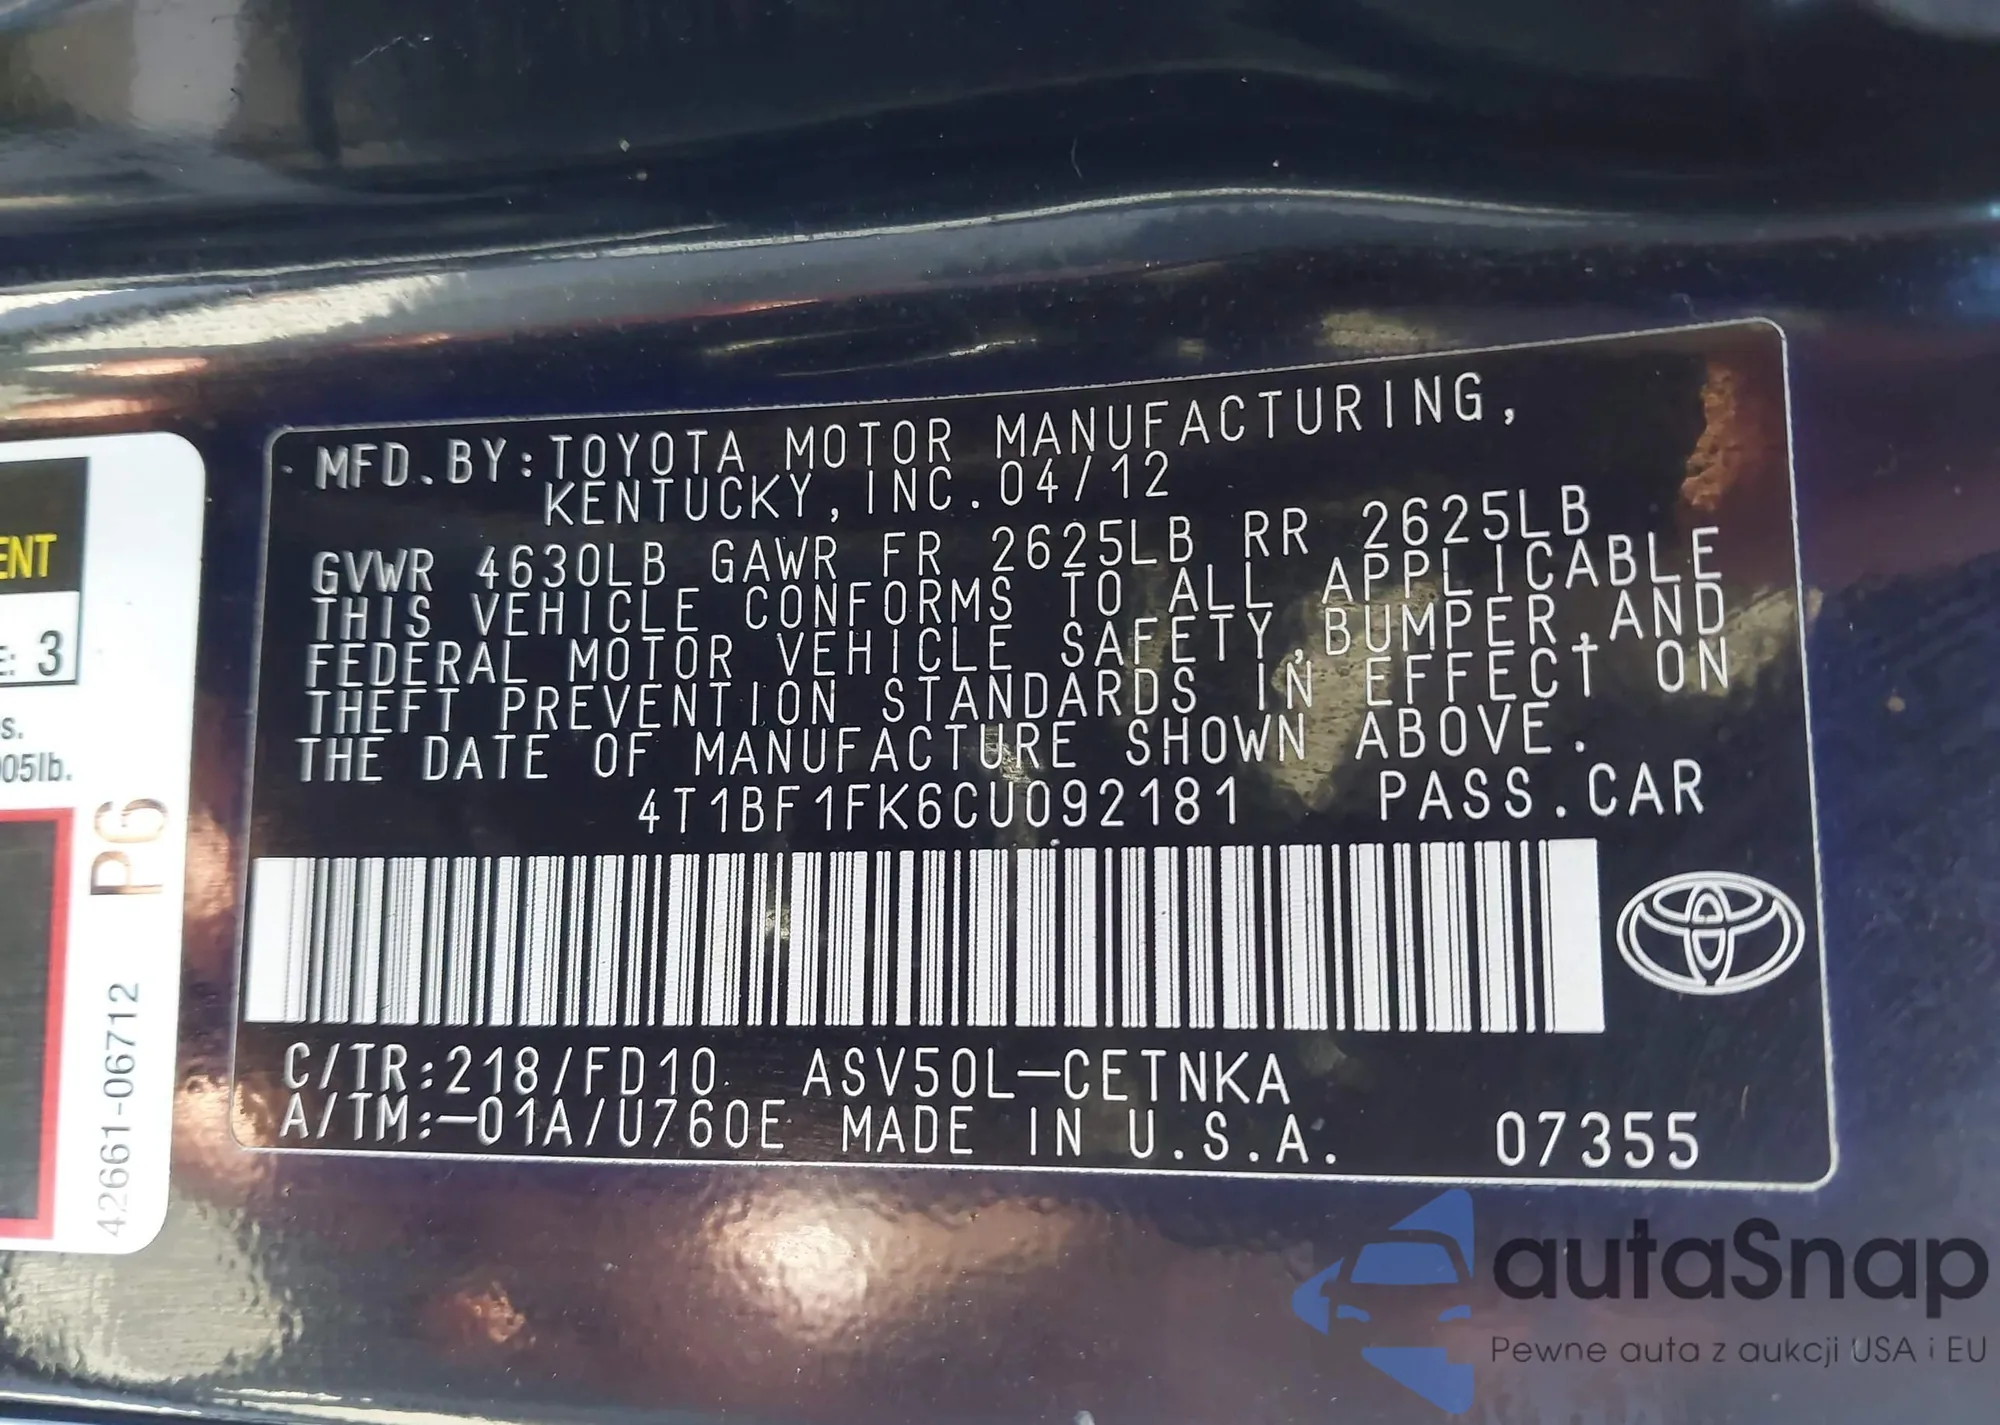 MFD.BY:TOYOTA MOTOR MANUFACTURING,
KENTUCKY,INC.04/12
GVWR 4630LB GAWR FR 2625LB RR 2625LB
THIS VEHICLE CONFORMS TO ALL APPLICABLE
FEDERAL MOTOR VEHICLE SAFETY,BUMPER,AND
THEFT PREVENTION STANDARDS IN EFFECT ON
THE DATE OF MANUFACTURE SHOWN ABOVE.
4T1BF1FK6CU092181 PASS.CAR
C/TR:218/FD10 ASV50L-CETNKA
A/TM:-01A/U760E MADE IN U.S.A. 07355
ENT
E: 3
s.
005lb.
P6
42661-06712
autaSnap
Pewne auta z aukcji USA i EU